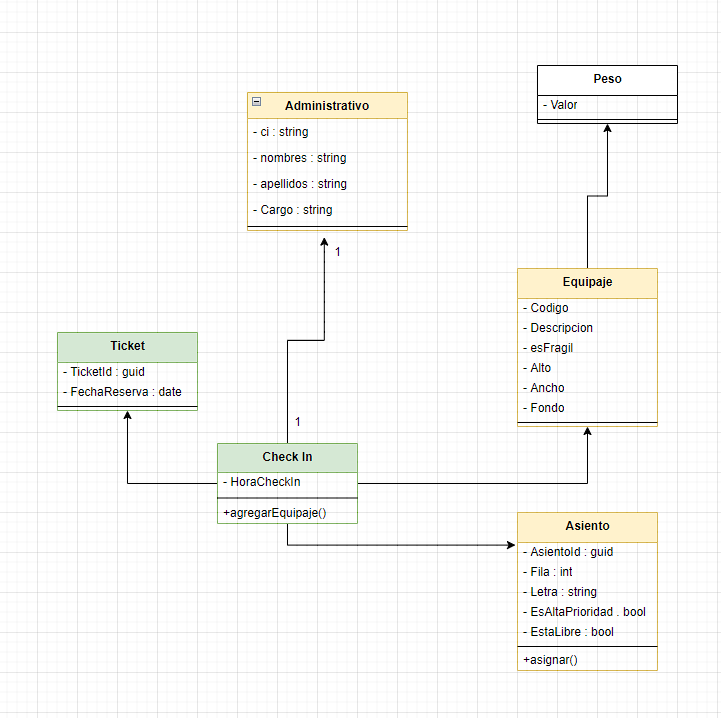 Peso
- Valor
Administrativo
- ci : string
- nombres : string
- apellidos : string
- Cargo : string
1
Equipaje
- Codigo
- Descripcion
- esFragil
- Alto
- Ancho
- Fondo
Ticket
- TicketId : guid
- FechaReserva : date
1
Check In
- HoraCheckIn
+agregarEquipaje()
Asiento
- AsientoId : guid
- Fila : int
- Letra : string
- EsAltaPrioridad . bool
- EstaLibre : bool
+asignar()